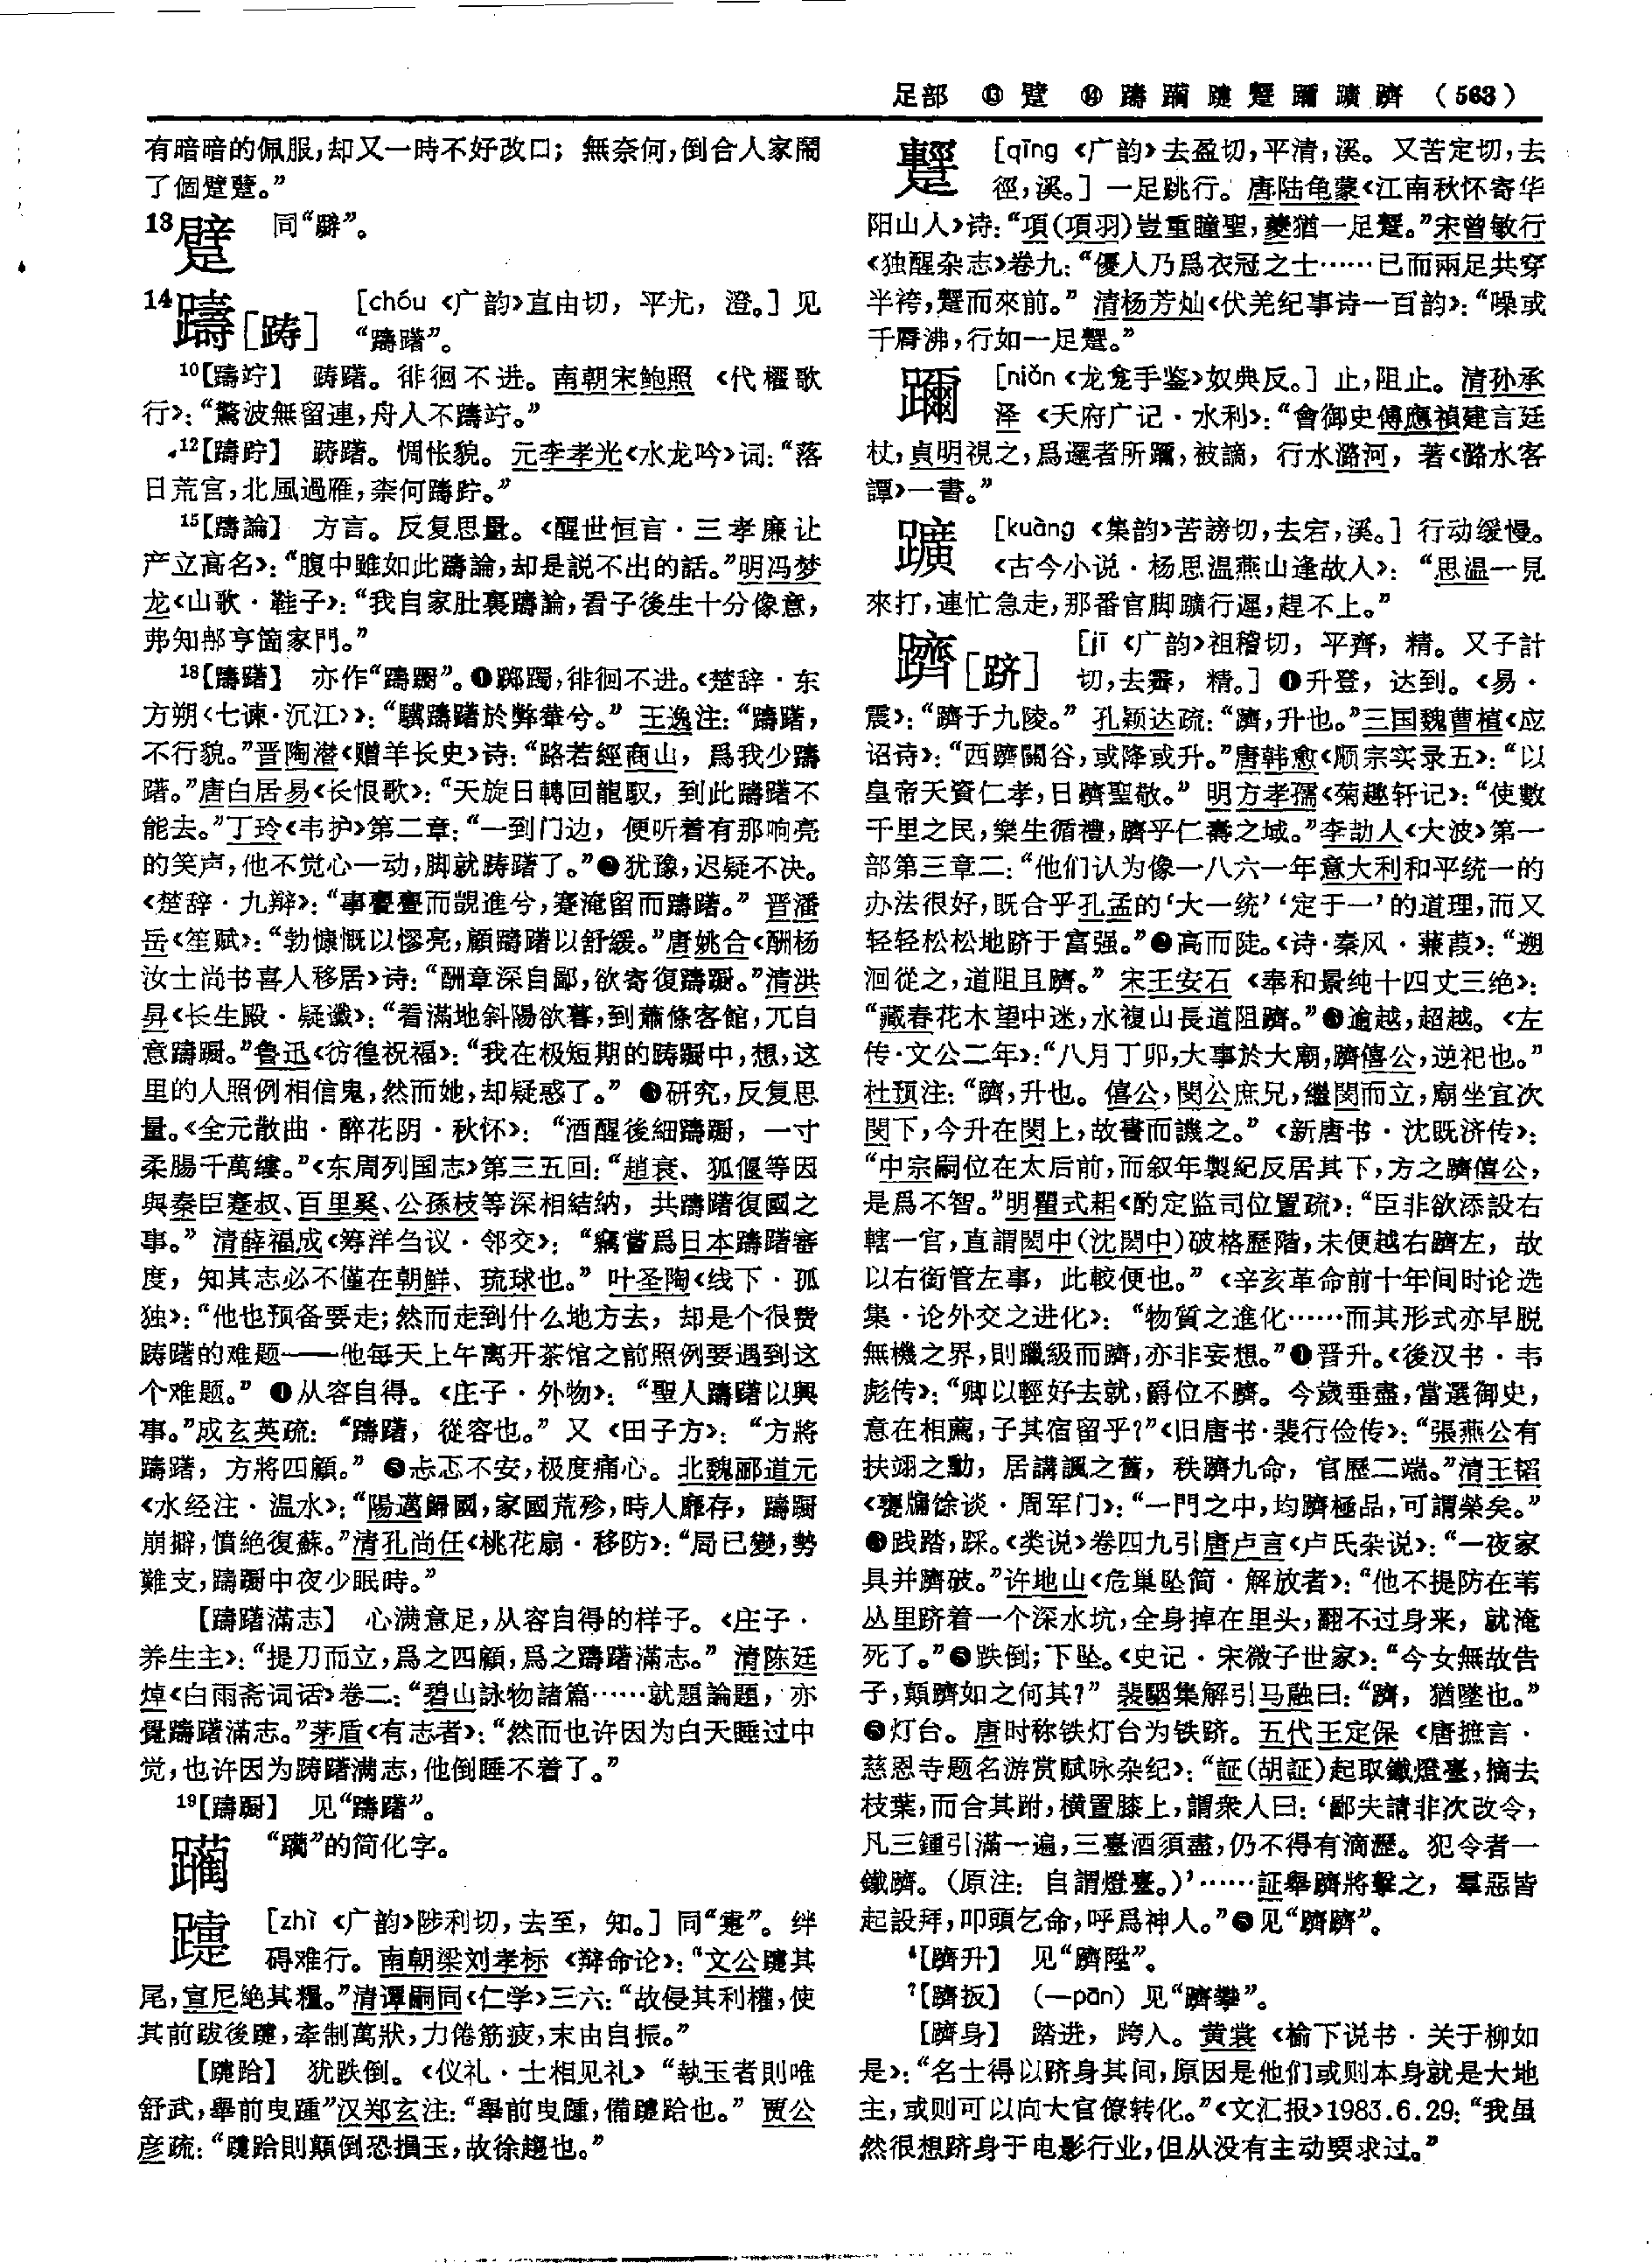 足部 ⑬ 躄 ⑭ 躊 躏 躓 𨇗 躎 𨇁 躋 （563）
有暗暗的佩服，却又一時不好改口；無奈何，倒合人家鬧
了個躄躄。”
13躄 同“躃”。
14躊[踌] [chóu《广韵》直由切，平尤，澄。]见
“躊躇”。
10【躊竚】 踌躇。徘徊不进。南朝宋鲍照《代櫂歌
行》：“驚波無留連，舟人不躊竚。”
12【躊貯】 踌躇。惆怅貌。元李孝光《水龙吟》词：“落
日荒宫，北風過雁，柰何躊貯。”
15【躊論】 方言。反复思量。《醒世恒言·三孝廉让
产立高名》：“腹中雖如此躊論，却是説不出的話。”明冯梦
龙《山歌·鞋子》：“我自家肚裏躊論，看子後生十分像意，
弗知郍亨箇家門。”
18【躊躇】 亦作“躊躕”。❶踯躅，徘徊不进。《楚辞·东
方朔〈七谏·沉江〉》：“驥躊躇於弊輂兮。”王逸注：“躊躇，
不行貌。”晋陶潜《赠羊长史》诗：“路若經商山，爲我少躊
躇。”唐白居易《长恨歌》：“天旋日轉回龍馭，到此躊躇不
能去。”丁玲《韦护》第二章：“一到门边，便听着有那响亮
的笑声，他不觉心一动，脚就踌躇了。”❷犹豫，迟疑不决。
《楚辞·九辩》：“事亹亹而覬進兮，蹇淹留而躊躇。”晋潘
岳《笙赋》：“勃慷慨以憀亮，顧躊躇以舒緩。”唐姚合《酬杨
汝士尚书喜人移居》诗：“酬章深自鄙，欲寄復躊躕。”清洪
昇《长生殿·疑谶》：“看滿地斜陽欲暮，到蕭條客館，兀自
意躊躕。”鲁迅《彷徨祝福》：“我在极短期的踌躕中，想，这
里的人照例相信鬼，然而她，却疑惑了。”❸研究，反复思
量。《全元散曲·醉花阴·秋怀》：“酒醒後細躊躕，一寸
柔腸千萬縷。”《东周列国志》第三五回：“趙衰、狐偃等因
與秦臣蹇叔、百里奚、公孫枝等深相結納，共躊躇復國之
事。”清薛福成《筹洋刍议·邻交》：“竊嘗爲日本躊躇審
度，知其志必不僅在朝鮮、琉球也。”叶圣陶《线下·孤
独》：“他也预备要走；然而走到什么地方去，却是个很费
踌躇的难题——他每天上午离开茶馆之前照例要遇到这
个难题。”❹从容自得。《庄子·外物》：“聖人躊躇以興
事。”成玄英疏：“躊躇，從容也。”又《田子方》：“方將
躊躇，方將四顧。”❺忐忑不安，极度痛心。北魏郦道元
《水经注·温水》：“陽邁歸國，家國荒殄，時人靡存，躊躕
崩擗，憤絶復蘇。”清孔尚任《桃花扇·移防》：“局已變，勢
難支，躊躕中夜少眠時。”
【躊躇滿志】 心满意足，从容自得的样子。《庄子·
养生主》：“提刀而立，爲之四顧，爲之躊躇滿志。”清陈廷
焯《白雨斋词话》卷二：“碧山詠物諸篇……就題論題，亦
覺躊躇滿志。”茅盾《有志者》：“然而也许因为白天睡过中
觉，也许因为踌躇满志，他倒睡不着了。”
19【躊躕】 见“躊躇”。
躏 “躪”的简化字。
[zhì《广韵》陟利切，去至，知。]同“疐”。绊
碍难行。南朝梁刘孝标《辩命论》：“文公𨇗其
尾，宣尼絶其糧。”清谭嗣同《仁学》三六：“故侵其利權，使
其前跋後𨇗，牽制萬狀，力倦筋疲，末由自振。”
【𨇗跲】 犹跌倒。《仪礼·士相见礼》“執玉者則唯
舒武，舉前曳踵”汉郑玄注：“舉前曳踵，備𨇗跲也。”贾公
彦疏：“𨇗跲則顛倒恐損玉，故徐趨也。”
[qīng《广韵》去盈切，平清，溪。又苦定切，去
徑，溪。]一足跳行。唐陆龟蒙《江南秋怀寄华
阳山人》诗：“項(項羽)豈重瞳聖，夔猶一足躠。”宋曾敏行
《独醒杂志》卷九：“優人乃爲衣冠之士……已而兩足共穿
半袴，而來前。”清杨芳灿《伏羌纪事诗一百韵》：“噪或
千脣沸，行如一足。”
躎 [niǎn《龙龛手鉴》奴典反。]止，阻止。清孙承
泽《天府广记·水利》：“會御史傅應禎建言廷
杖，貞明視之，爲邏者所躎，被謫，行水潞河，著《潞水客
譚》一書。”
[kuàng《集韵》苦謗切，去宕，溪。]行动缓慢。
《古今小说·杨思温燕山逢故人》：“思温一見
來打，連忙急走，那番官脚行遲，趕不上。”
躋[跻] [jī《广韵》祖稽切，平齊，精。又子計
切，去霽，精。]❶升登，达到。《易·
震》：“躋于九陵。”孔颖达疏：“躋，升也。”三国魏曹植《应
诏诗》：“西躋關谷，或降或升。”唐韩愈《顺宗实录五》：“以
皇帝天資仁孝，日躋聖敬。”明方孝孺《菊趣轩记》：“使數
千里之民，樂生循禮，躋乎仁壽之域。”李劼人《大波》第一
部第三章二：“他们认为像一八六一年意大利和平统一的
办法很好，既合乎孔孟的‘大一统’‘定于一’的道理，而又
轻轻松松地跻于富强。”❷高而陡。《诗·秦风·蒹葭》：“遡
洄從之，道阻且躋。”宋王安石《奉和景纯十四丈三绝》：
“藏春花木望中迷，水複山長道阻躋。”❸逾越，超越。《左
传·文公二年》：“八月丁卯，大事於大廟，躋僖公，逆祀也。”
杜预注：“躋，升也。僖公，閔公庶兄，繼閔而立，廟坐宜次
閔下，今升在閔上，故書而譏之。”《新唐书·沈既济传》：
“中宗嗣位在太后前，而叙年製紀反居其下，方之躋僖公，
是爲不智。”明瞿式耜《酌定监司位置疏》：“臣非欲添設右
轄一官，直謂閎中(沈閎中)破格歷階，未便越右躋左，故
以右銜管左事，此較便也。”《辛亥革命前十年间时论选
集·论外交之进化》：“物質之進化……而其形式亦早脱
無機之界，則躐級而躋，亦非妄想。”❹晋升。《後汉书·韦
彪传》：“卿以輕好去就，爵位不躋。今歲垂盡，當選御史，
意在相薦，子其宿留乎？”《旧唐书·裴行俭传》：“張燕公有
扶翊之勳，居講諷之舊，秩躋九命，官歷二端。”清王韬
《甕牖馀谈·周军门》：“一門之中，均躋極品，可謂榮矣。”
❺践踏，踩。《类说》卷四九引唐卢言《卢氏杂说》：“一夜家
具并躋破。”许地山《危巢坠简·解放者》：“他不提防在苇
丛里跻着一个深水坑，全身掉在里头，翻不过身来，就淹
死了。”❻跌倒；下坠。《史记·宋微子世家》：“今女無故告
子，顛躋如之何其？”裴駰集解引马融曰：“躋，猶墜也。”
❼灯台。唐时称铁灯台为铁跻。五代王定保《唐摭言·
慈恩寺题名游赏赋咏杂纪》：“証(胡証)起取鐵燈臺，摘去
枝葉，而合其跗，横置膝上，謂衆人曰：‘鄙夫請非次改令，
凡三鍾引滿一遍，三臺酒須盡，仍不得有滴瀝。犯令者一
鐵躋。（原注：自謂燈臺。）’……証舉躋將擊之，羣惡皆
起設拜，叩頭乞命，呼爲神人。”❽见“躋躋”。
4【躋升】 见“躋陞”。
7【躋扳】 （—pān）见“躋攀”。
【躋身】 踏进，跨入。黄裳《榆下说书·关于柳如
是》：“名士得以跻身其间，原因是他们或则本身就是大地
主，或则可以向大官僚转化。”《文汇报》1983.6.29：“我虽
然很想跻身于电影行业，但从没有主动要求过。”